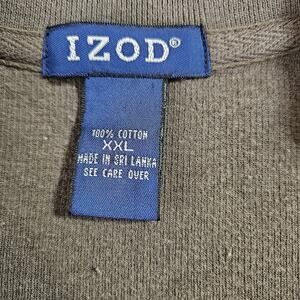 IZOD®
100% COTTON
XXL
MADE IN SRI LANKA
SEE CARE OVER